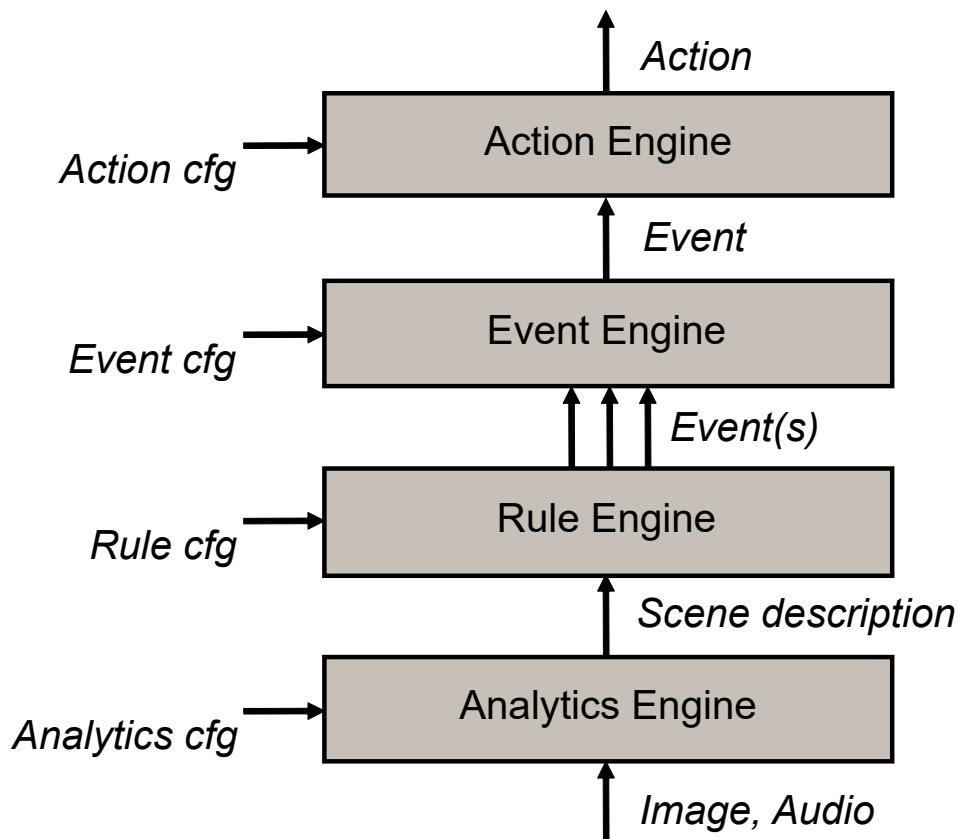 Action
Action Engine
Action cfg
Event
Event Engine
Event cfg
Event(s)
Rule Engine
Rule cfg
Scene description
Analytics Engine
Analytics cfg
Image, Audio